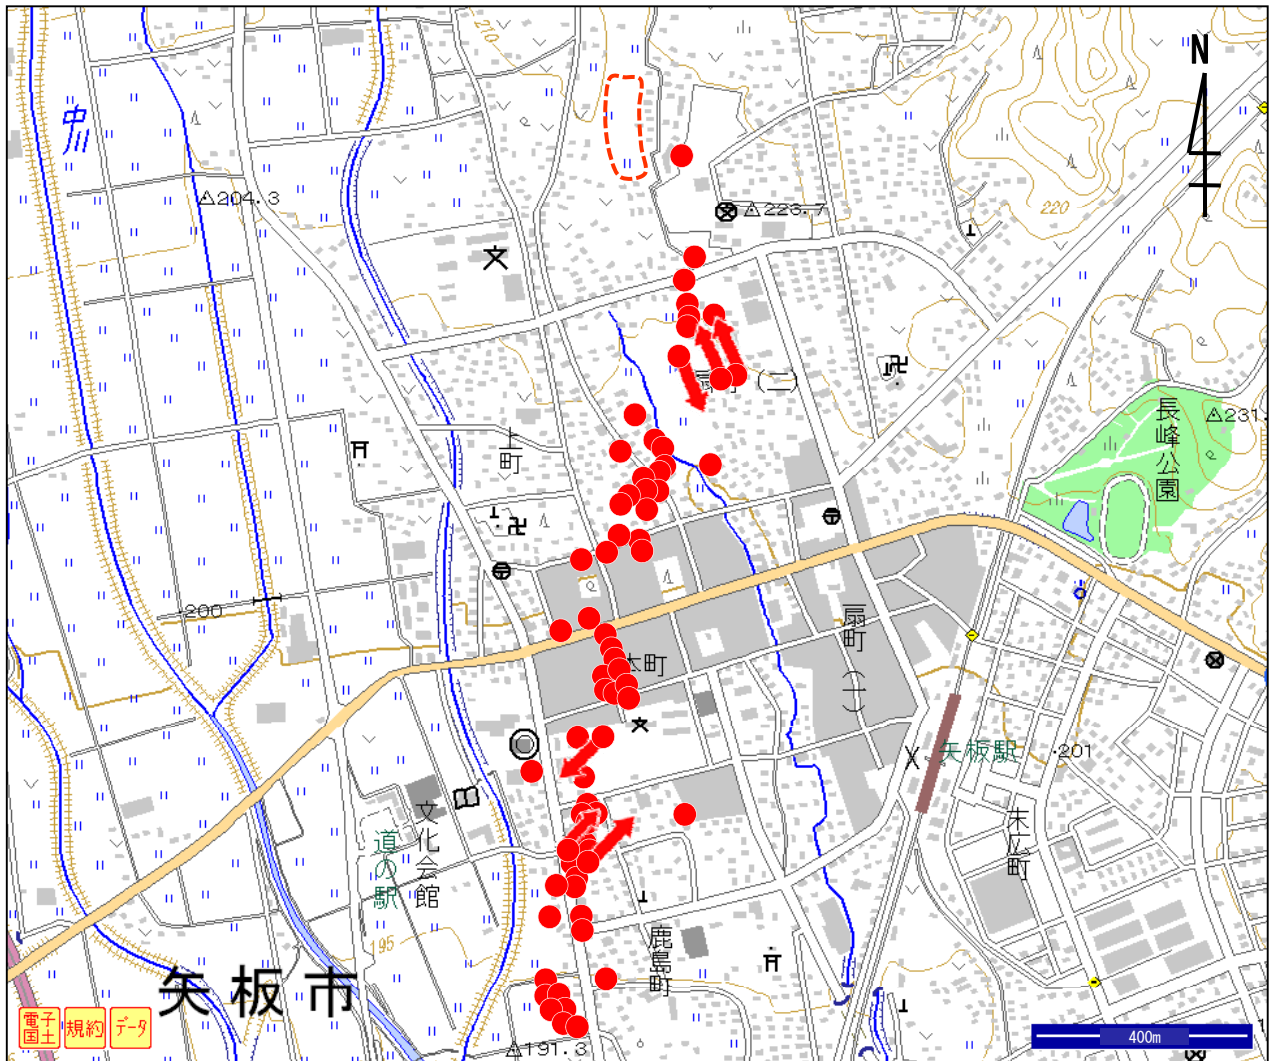 210
N
中川
204.3
223.7
220
扇町(二)
長峰公園
231.
上町
200
扇町(一)
本町
矢板駅
201
文化会館
道の駅
末広町
195
鹿島町
矢板市
電子国土
規約
データ
191.3
400m